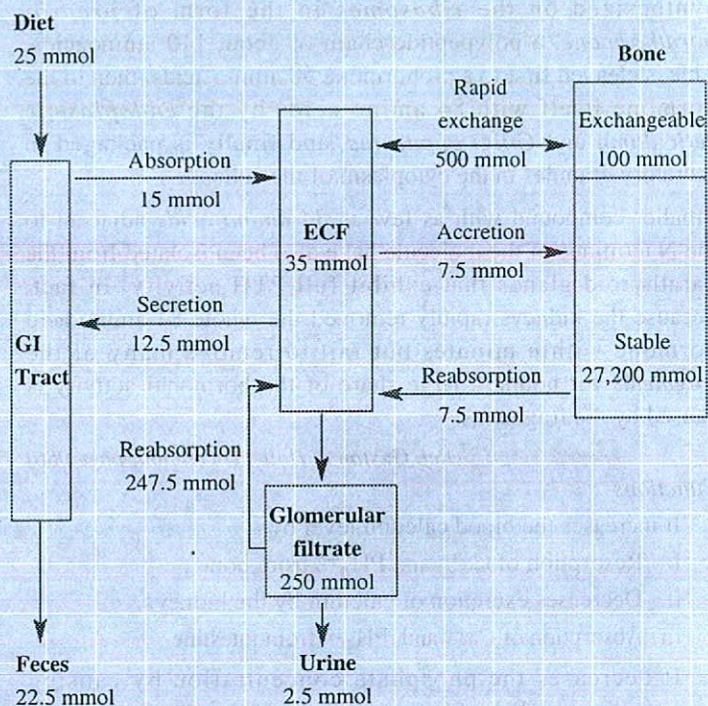 Diet
25 mmol
Bone
Rapid
exchange
500 mmol
Exchangeable
100 mmol
Absorption
15 mmol
ECF
35 mmol
Accretion
7.5 mmol
Secretion
12.5 mmol
GI
Tract
Stable
27,200 mmol
Reabsorption
7.5 mmol
Reabsorption
247.5 mmol
Glomerular
filtrate
250 mmol
Feces
22.5 mmol
Urine
2.5 mmol